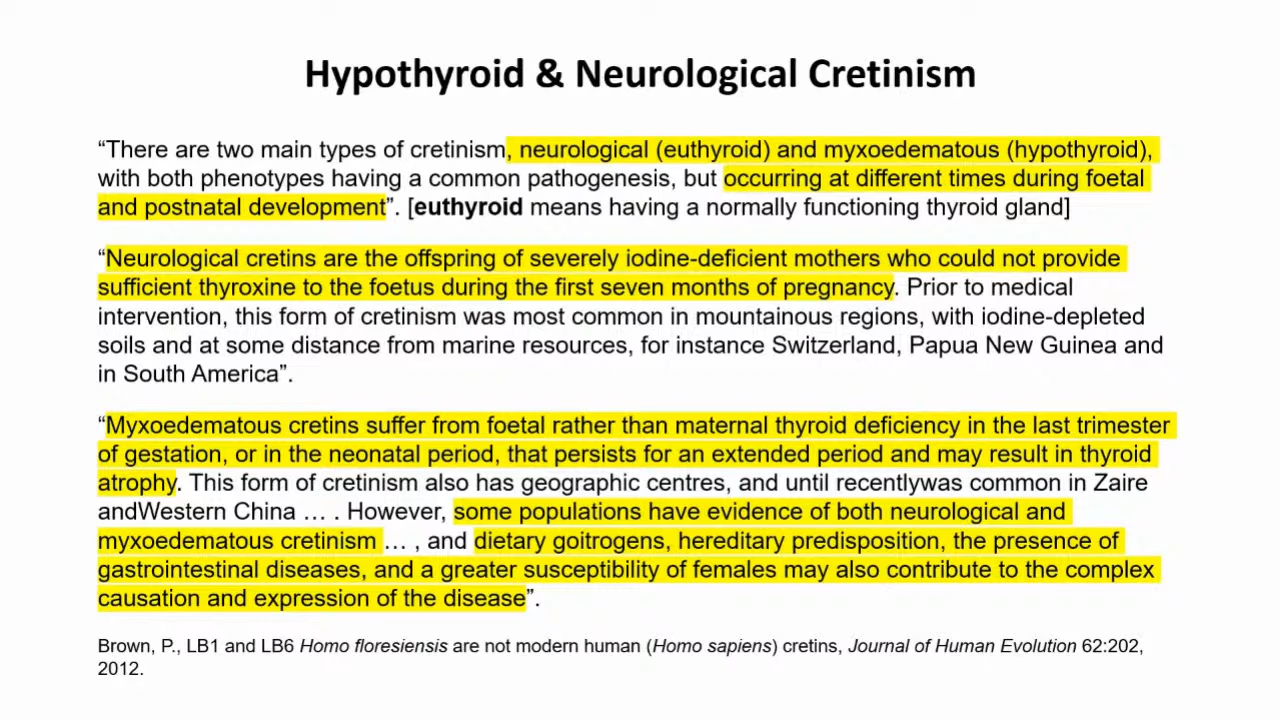 Hypothyroid & Neurological Cretinism
“There are two main types of cretinism, neurological (euthyroid) and myxoedematous (hypothyroid),
with both phenotypes having a common pathogenesis, but occurring at different times during foetal
and postnatal development”. [euthyroid means having a normally functioning thyroid gland]
“Neurological cretins are the offspring of severely iodine-deficient mothers who could not provide
sufficient thyroxine to the foetus during the first seven months of pregnancy. Prior to medical
intervention, this form of cretinism was most common in mountainous regions, with iodine-depleted
soils and at some distance from marine resources, for instance Switzerland, Papua New Guinea and
in South America”.
“Myxoedematous cretins suffer from foetal rather than maternal thyroid deficiency in the last trimester
of gestation, or in the neonatal period, that persists for an extended period and may result in thyroid
atrophy. This form of cretinism also has geographic centres, and until recentlywas common in Zaire
andWestern China … . However, some populations have evidence of both neurological and
myxoedematous cretinism … , and dietary goitrogens, hereditary predisposition, the presence of
gastrointestinal diseases, and a greater susceptibility of females may also contribute to the complex
causation and expression of the disease”.
Brown, P., LB1 and LB6 Homo floresiensis are not modern human (Homo sapiens) cretins, Journal of Human Evolution 62:202,
2012.